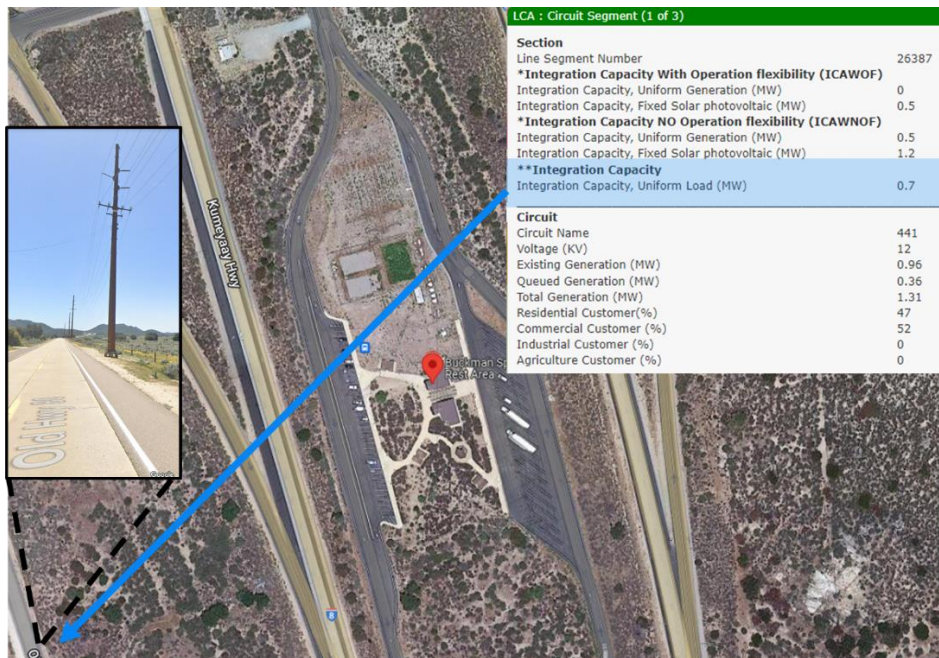 LCA : Circuit Segment (1 of 3)
Section
Line Segment Number 26387
*Integration Capacity With Operation flexibility (ICAWOF)
Integration Capacity, Uniform Generation (MW) 0
Integration Capacity, Fixed Solar photovoltaic (MW) 0.5
*Integration Capacity NO Operation flexibility (ICAWNOF)
Integration Capacity, Uniform Generation (MW) 0.5
Integration Capacity, Fixed Solar photovoltaic (MW) 1.2
**Integration Capacity
Integration Capacity, Uniform Load (MW) 0.7
Circuit
Circuit Name 441
Voltage (KV) 12
Existing Generation (MW) 0.96
Queued Generation (MW) 0.36
Total Generation (MW) 1.31
Residential Customer(%) 47
Commercial Customer (%) 52
Industrial Customer (%) 0
Agriculture Customer (%) 0
Kumeyaay Hwy
Buckman Sp
Rest Area
Old Hwy 80
Google
8